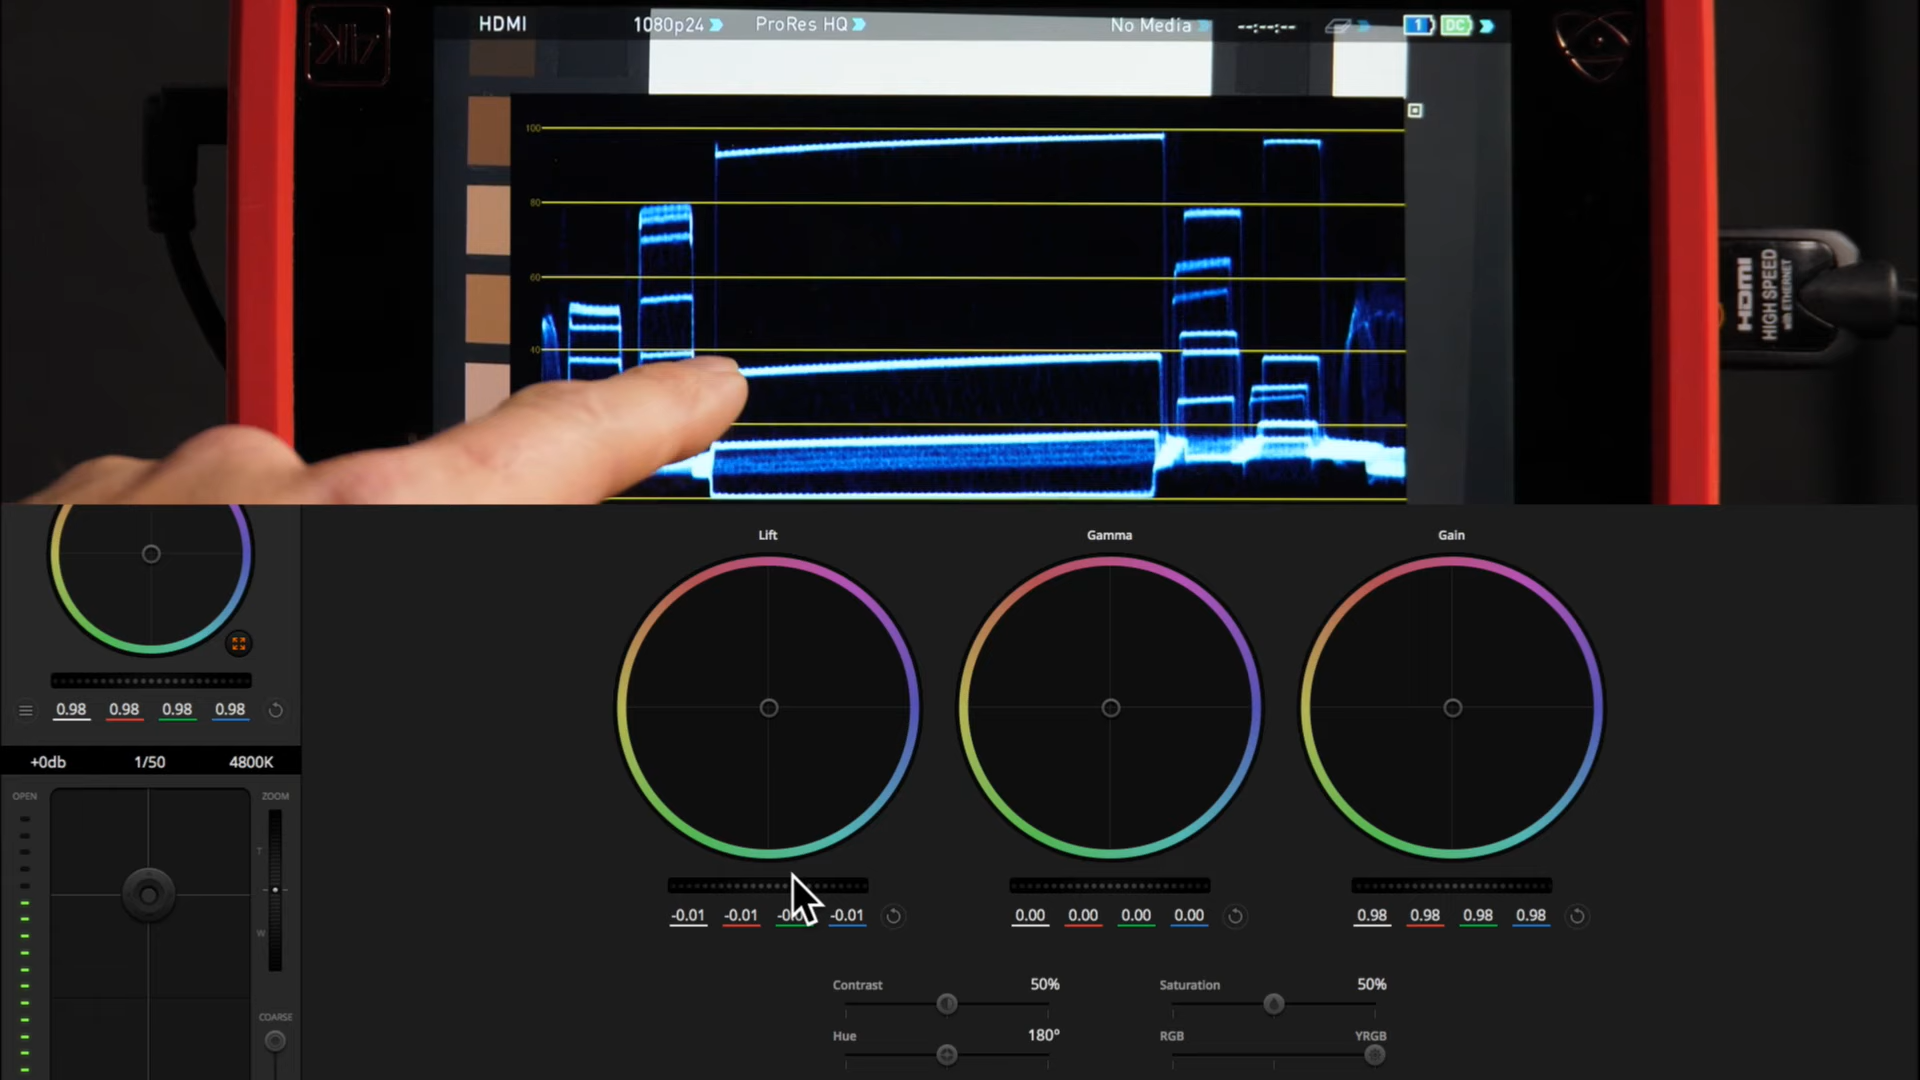 HDMI 1080p24 ProRes HQ No Media --:--:-- 1 DC
4K
100
80
60
40
HDMI
HIGH SPEED
with ETHERNET
Lift Gamma Gain
0.98 0.98 0.98 0.98
+0db 1/50 4800K
OPEN ZOOM
T
W
COARSE
-0.01 -0.01 -0.01
0.00 0.00 0.00 0.00
0.98 0.98 0.98 0.98
Contrast 50% Saturation 50%
Hue 180° RGB YRGB